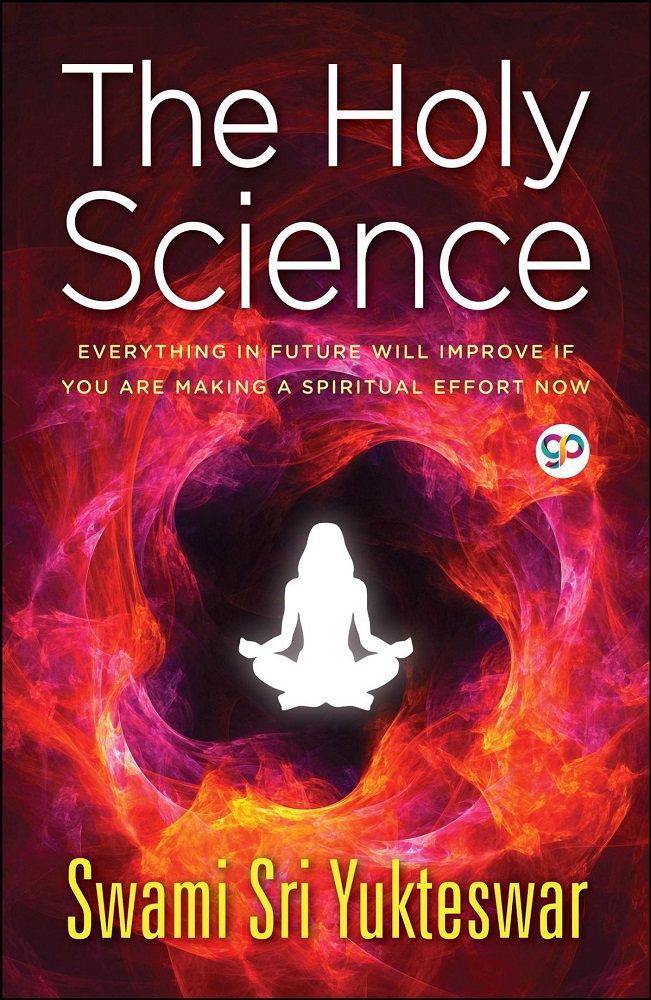 The Holy
Science
EVERYTHING IN FUTURE WILL IMPROVE IF
YOU ARE MAKING A SPIRITUAL EFFORT NOW
gp
Swami Sri Yukteswar